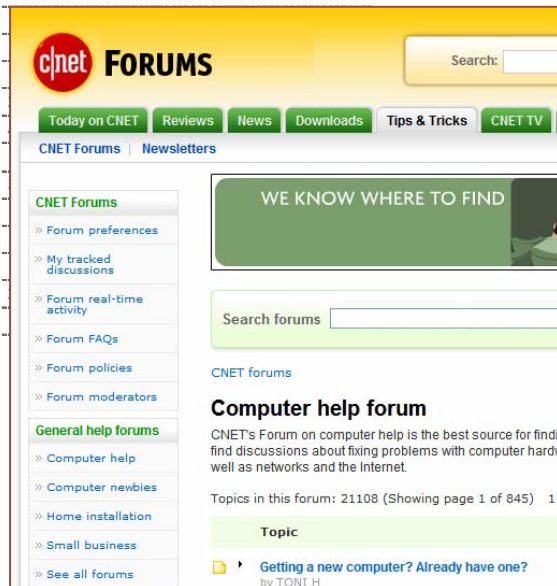 c|net FORUMS
Search:
Today on CNET Reviews News Downloads Tips & Tricks CNET TV
CNET Forums | Newsletters
CNET Forums
» Forum preferences
» My tracked
discussions
» Forum real-time
activity
» Forum FAQs
» Forum policies
» Forum moderators
General help forums
» Computer help
» Computer newbies
» Home installation
» Small business
» See all forums
WE KNOW WHERE TO FIND
Search forums
CNET forums
Computer help forum
CNET's Forum on computer help is the best source for findi
find discussions about fixing problems with computer hardw
well as networks and the Internet.
Topics in this forum: 21108 (Showing page 1 of 845) 1
Topic
Getting a new computer? Already have one?
by TONI H